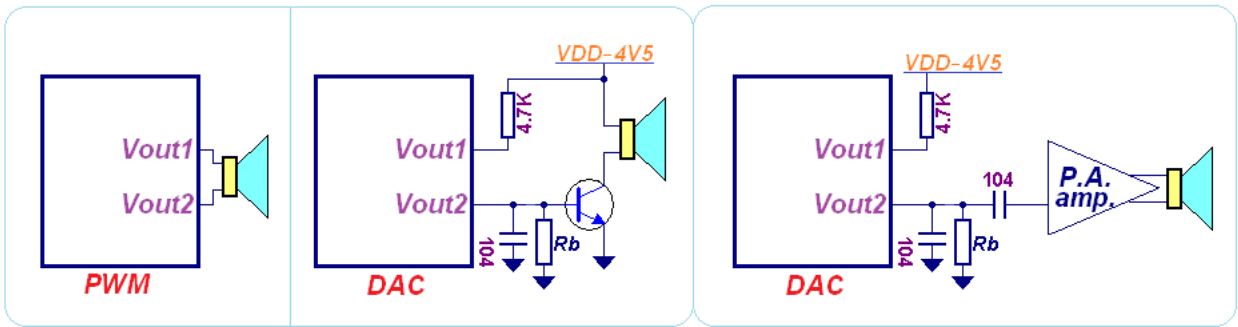 Vout1
Vout2
PWM
VDD-4V5
4.7K
Vout1
Vout2
104
Rb
DAC
VDD-4V5
4.7K
Vout1
Vout2
104
104
Rb
P.A.
amp.
DAC